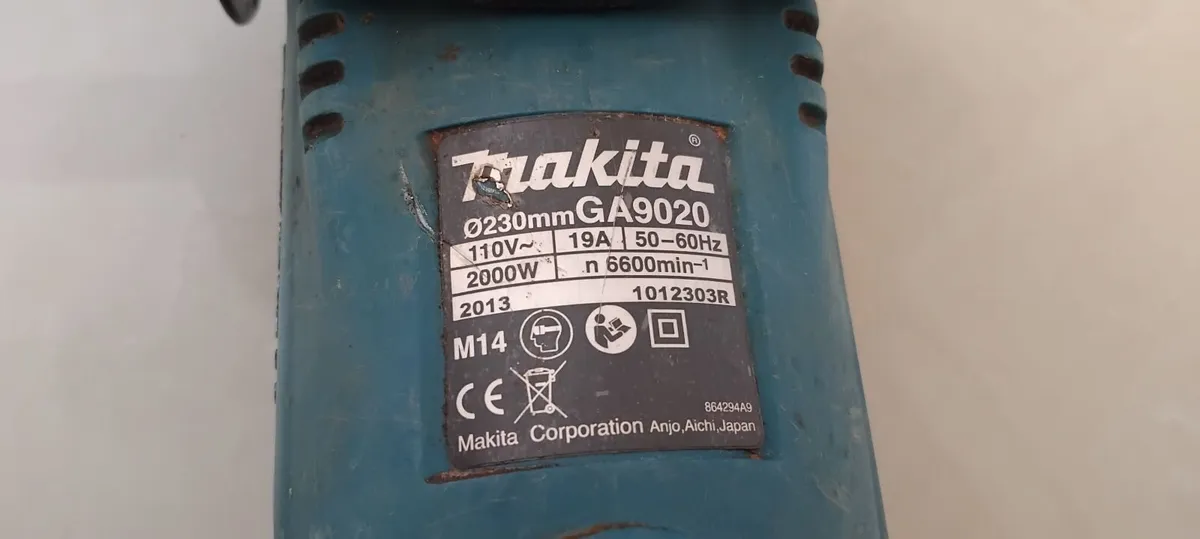 makita®
Ø230mm GA9020
110V~ 19A 50-60Hz
2000W n 6600min⁻¹
2013 1012303R
M14
CE
864294A9
Makita Corporation Anjo,Aichi,Japan